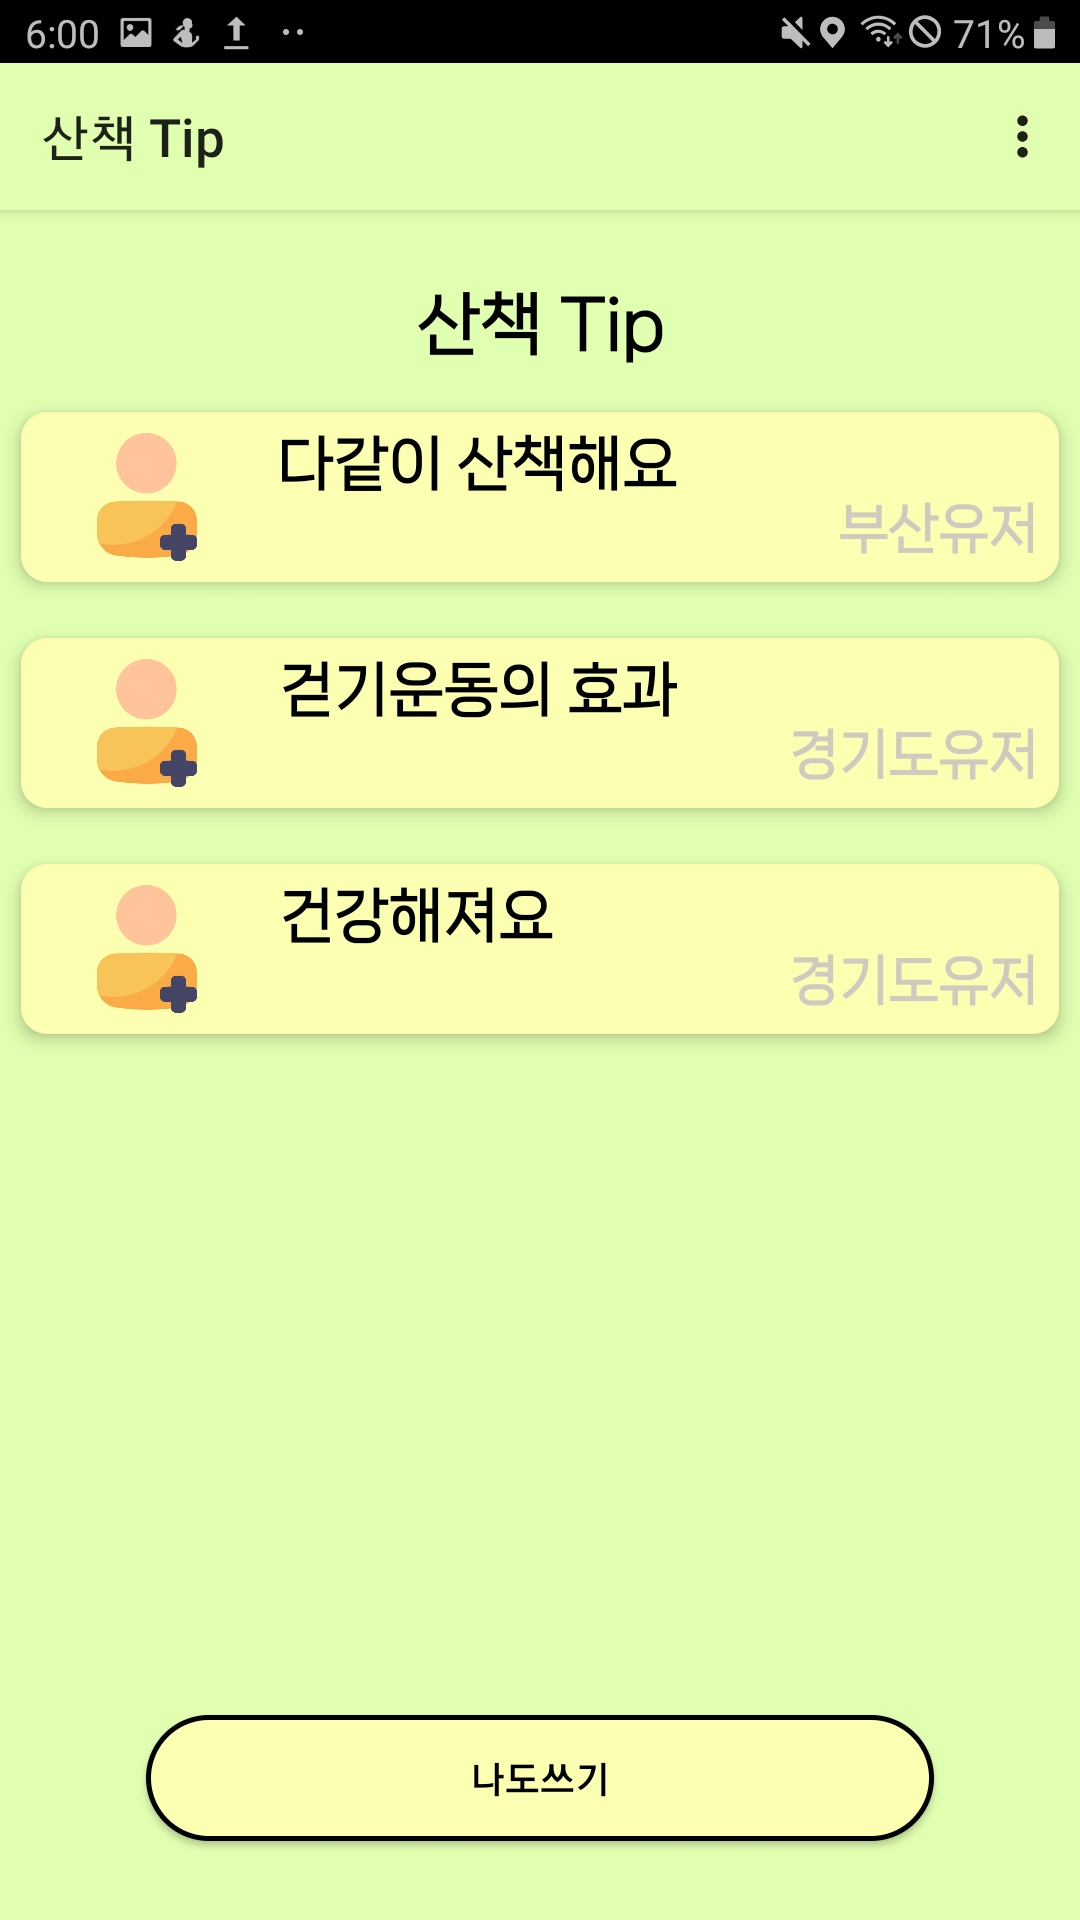 6:00
71%
산책 Tip
산책 Tip
다같이 산책해요
부산유저
걷기운동의 효과
경기도유저
건강해져요
경기도유저
나도쓰기